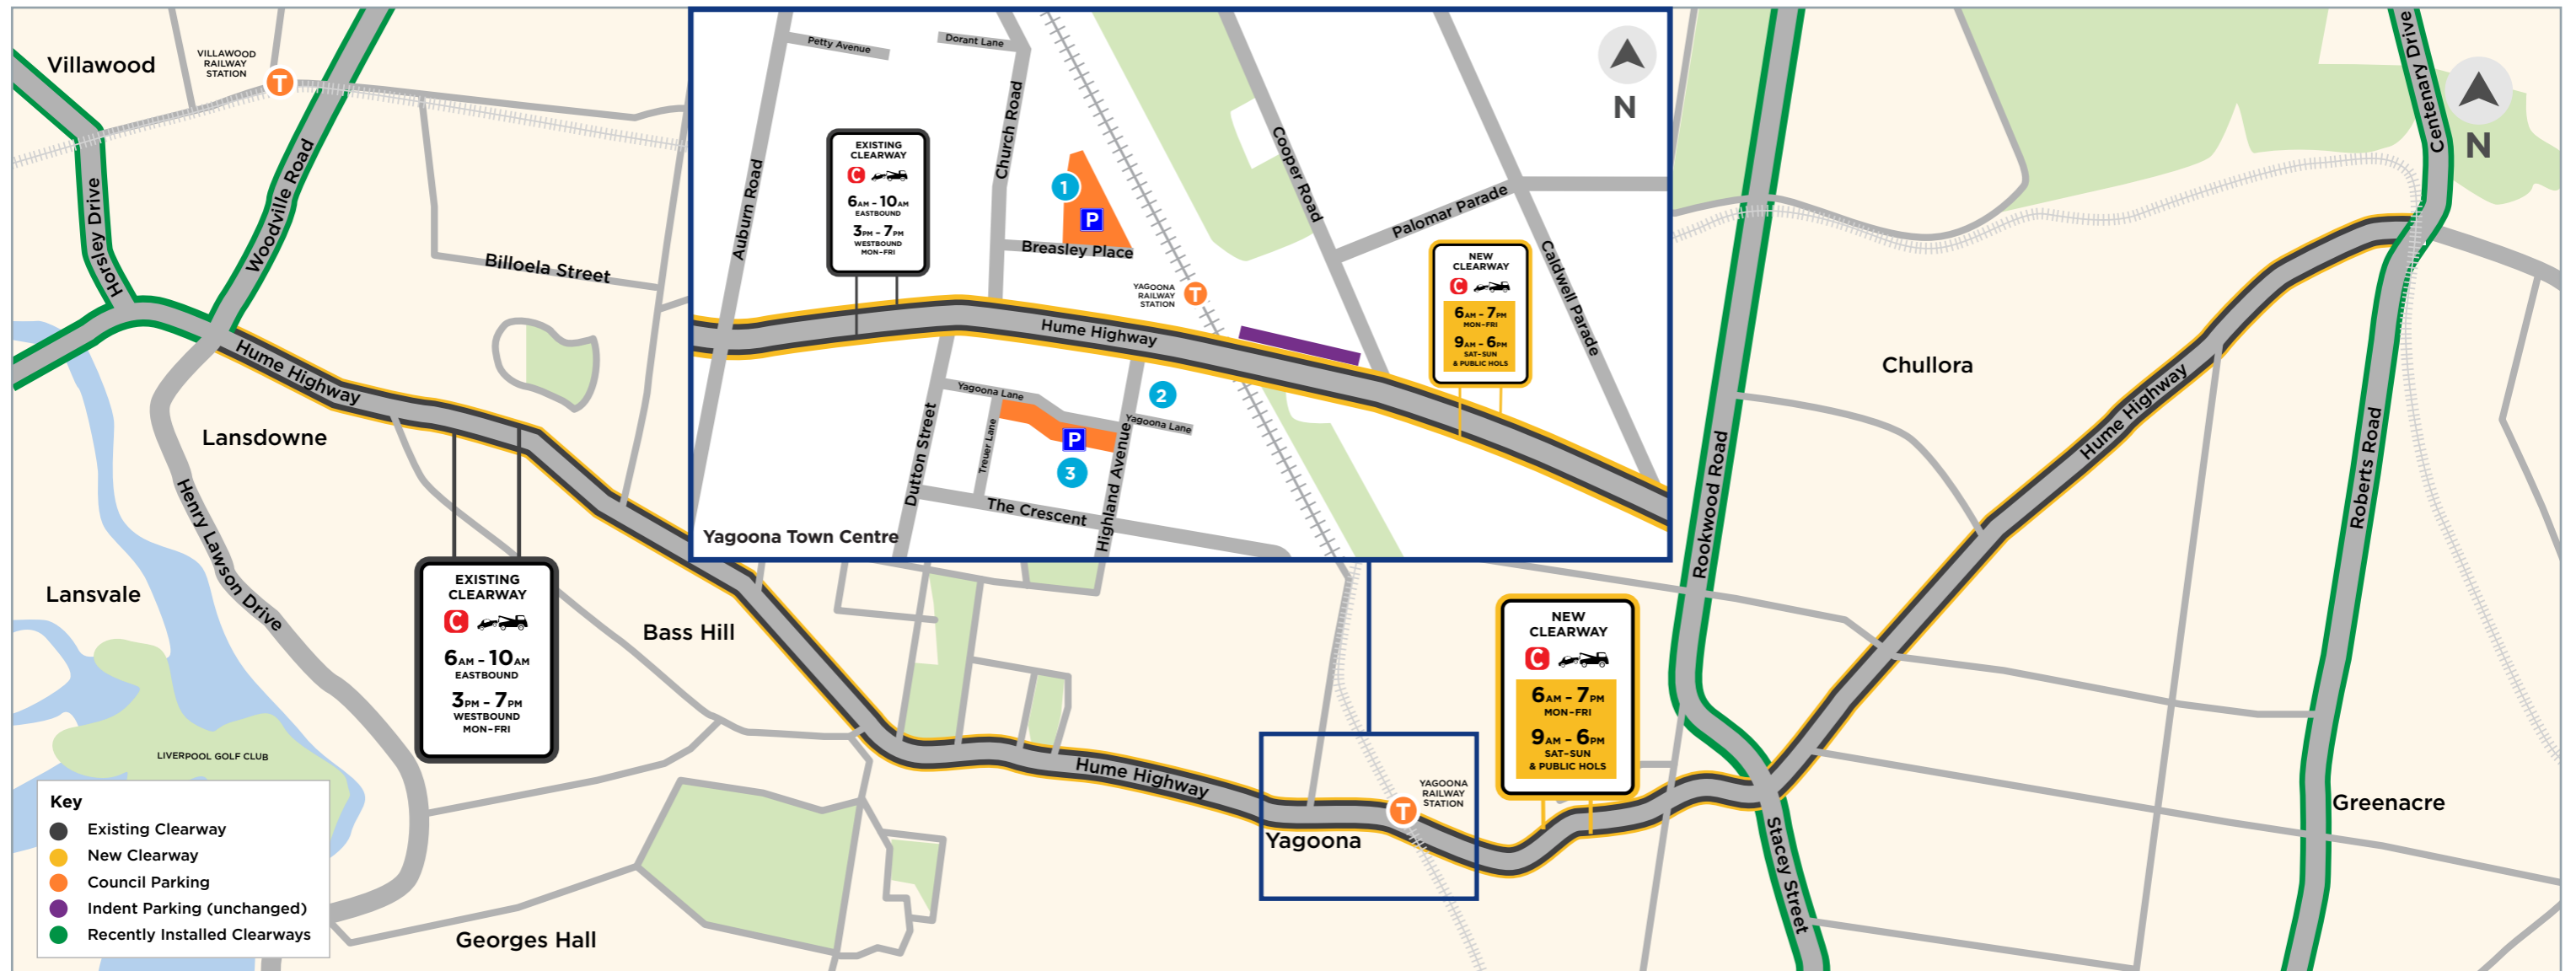 Villawood
VILLAWOOD
RAILWAY
STATION
T
Horsley Drive
Woodville Road
Billoela Street
Hume Highway
Lansdowne
Henry Lawson Drive
Lansvale
LIVERPOOL GOLF CLUB
EXISTING
CLEARWAY
C
6AM – 10AM
EASTBOUND
3PM – 7PM
WESTBOUND
MON–FRI
Bass Hill
Georges Hall
Key
Existing Clearway
New Clearway
Council Parking
Indent Parking (unchanged)
Recently Installed Clearways
Petty Avenue
Dorant Lane
Church Road
Auburn Road
EXISTING
CLEARWAY
C
6AM – 10AM
EASTBOUND
3PM – 7PM
WESTBOUND
MON–FRI
1
P
Breasley Place
YAGOONA
RAILWAY
STATION
T
Cooper Road
Palomar Parade
Caldwell Parade
N
NEW
CLEARWAY
C
6AM – 7PM
MON–FRI
9AM – 6PM
SAT–SUN
& PUBLIC HOLS
Hume Highway
Yagoona Lane
2
Yagoona Lane
Dutton Street
Treuer Lane
P
3
Highland Avenue
The Crescent
Yagoona Town Centre
Hume Highway
Yagoona
YAGOONA
RAILWAY
STATION
T
NEW
CLEARWAY
C
6AM – 7PM
MON–FRI
9AM – 6PM
SAT–SUN
& PUBLIC HOLS
Rookwood Road
Stacey Street
Chullora
Hume Highway
Roberts Road
Centenary Drive
N
Greenacre